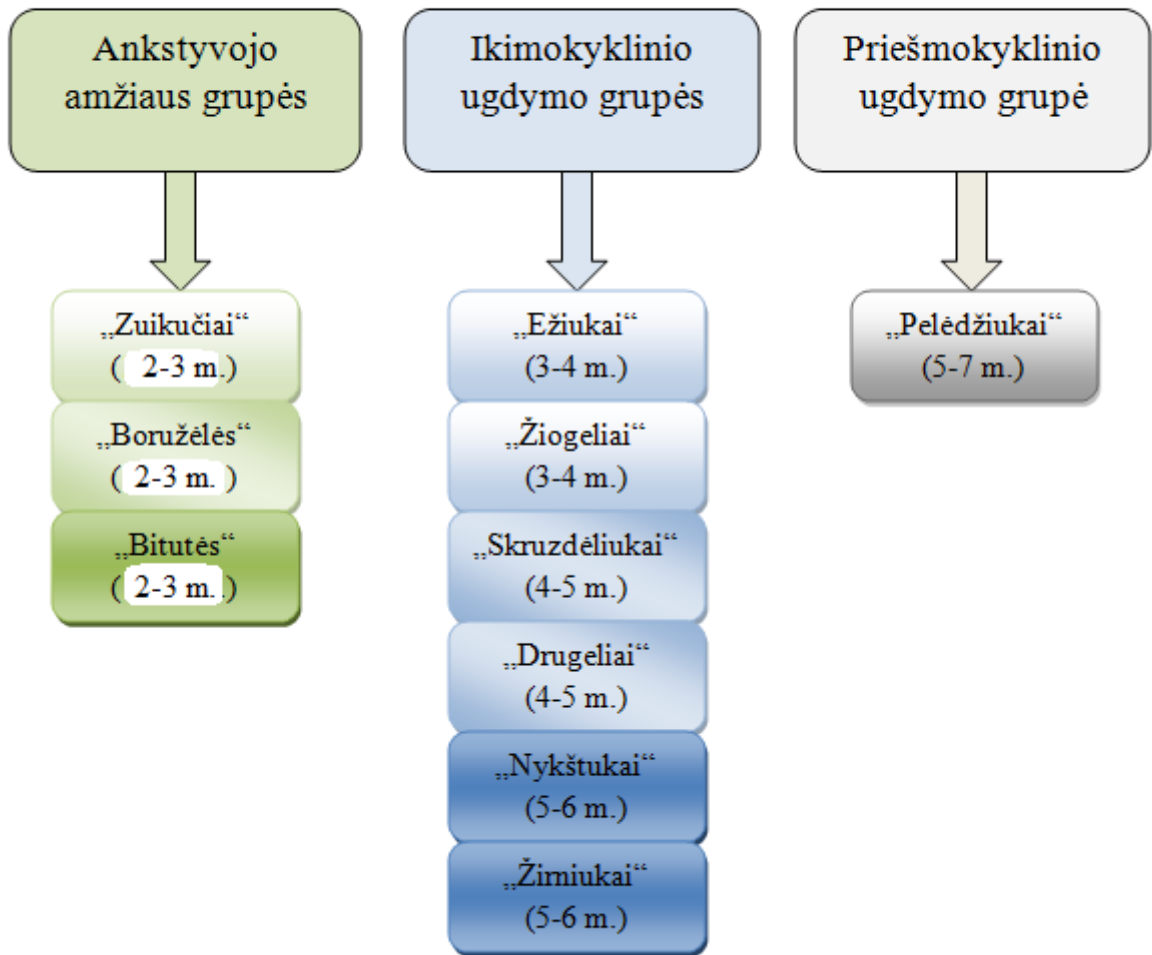 Ankstyvojo
amžiaus grupės
„Zuikučiai“
( 2-3 m.)
„Boružėlės“
( 2-3 m. )
„Bitutės“
( 2-3 m. )
Ikimokyklinio
ugdymo grupės
„Ežiukai“
(3-4 m.)
„Žiogeliai“
(3-4 m.)
„Skruzdėliukai“
(4-5 m.)
„Drugeliai“
(4-5 m.)
„Nykštukai“
(5-6 m.)
„Žirniukai“
(5-6 m.)
Priešmokyklinio
ugdymo grupė
„Pelėdžiukai“
(5-7 m.)